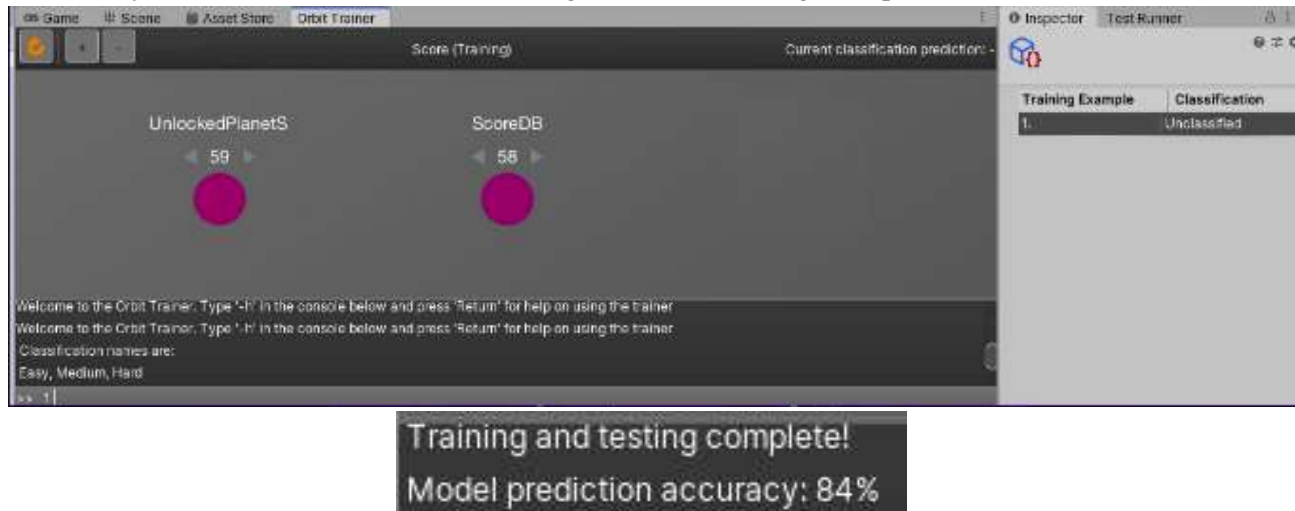 Game Scene Asset Store Orbit Trainer
Inspector Test Runner
+ -
Score (Training)
Current classification prediction: -
Training Example Classification
1. Unclassified
UnlockedPlanetS ScoreDB
59 58
Welcome to the Orbit Trainer. Type '-h' in the console below and press 'Return' for help on using the trainer
Welcome to the Orbit Trainer. Type '-h' in the console below and press 'Return' for help on using the trainer
Classification names are:
Easy, Medium, Hard
>> 1
Training and testing complete!
Model prediction accuracy: 84%